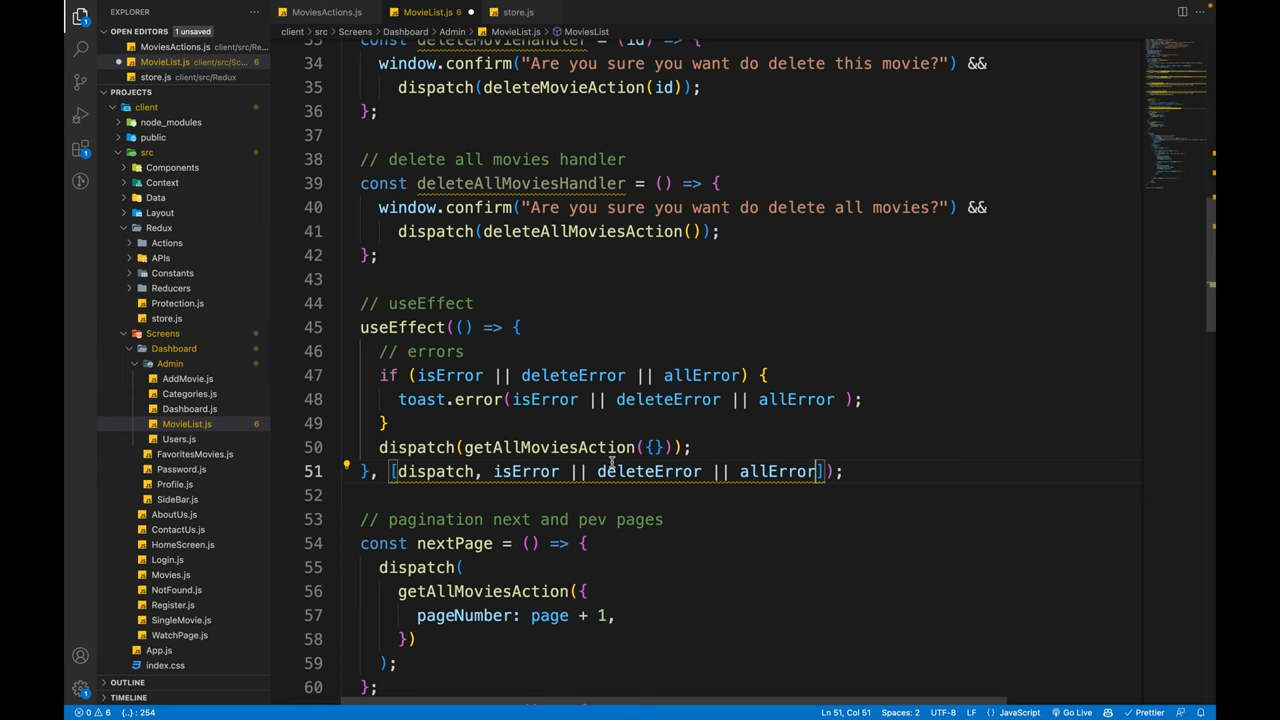 EXPLORER
MoviesActions.js
MovieList.js 6
store.js
OPEN EDITORS 1 unsaved
MoviesActions.js client/src/Re...
MovieList.js client/src/Sc... 6
store.js client/src/Redux
PROJECTS
client
node_modules
public
src
Components
Context
Data
Layout
Redux
Actions
APIs
Constants
Reducers
Protection.js
store.js
Screens
Dashboard
Admin
AddMovie.js
Categories.js
Dashboard.js
MovieList.js 6
Users.js
FavoritesMovies.js
Password.js
Profile.js
SideBar.js
AboutUs.js
ContactUs.js
HomeScreen.js
Login.js
Movies.js
NotFound.js
Register.js
SingleMovie.js
WatchPage.js
App.js
index.css
OUTLINE
TIMELINE
client > src > Screens > Dashboard > Admin > MovieList.js > MoviesList
33 const deleteMovieHandler = (id) => {
34 window.confirm("Are you sure you want do delete this movie?") &&
35 dispatch(deleteMovieAction(id));
36 };
37
38 // delete all movies handler
39 const deleteAllMoviesHandler = () => {
40 window.confirm("Are you sure you want do delete all movies?") &&
41 dispatch(deleteAllMoviesAction());
42 };
43
44 // useEffect
45 useEffect(() => {
46 // errors
47 if (isError || deleteError || allError) {
48 toast.error(isError || deleteError || allError );
49 }
50 dispatch(getAllMoviesAction({}));
51 }, [dispatch, isError || deleteError || allError]);
52
53 // pagination next and pev pages
54 const nextPage = () => {
55 dispatch(
56 getAllMoviesAction({
57 pageNumber: page + 1,
58 })
59 );
60 };
0 6 {..} : 254 Ln 51, Col 51 Spaces: 2 UTF-8 LF {} JavaScript Go Live Prettier